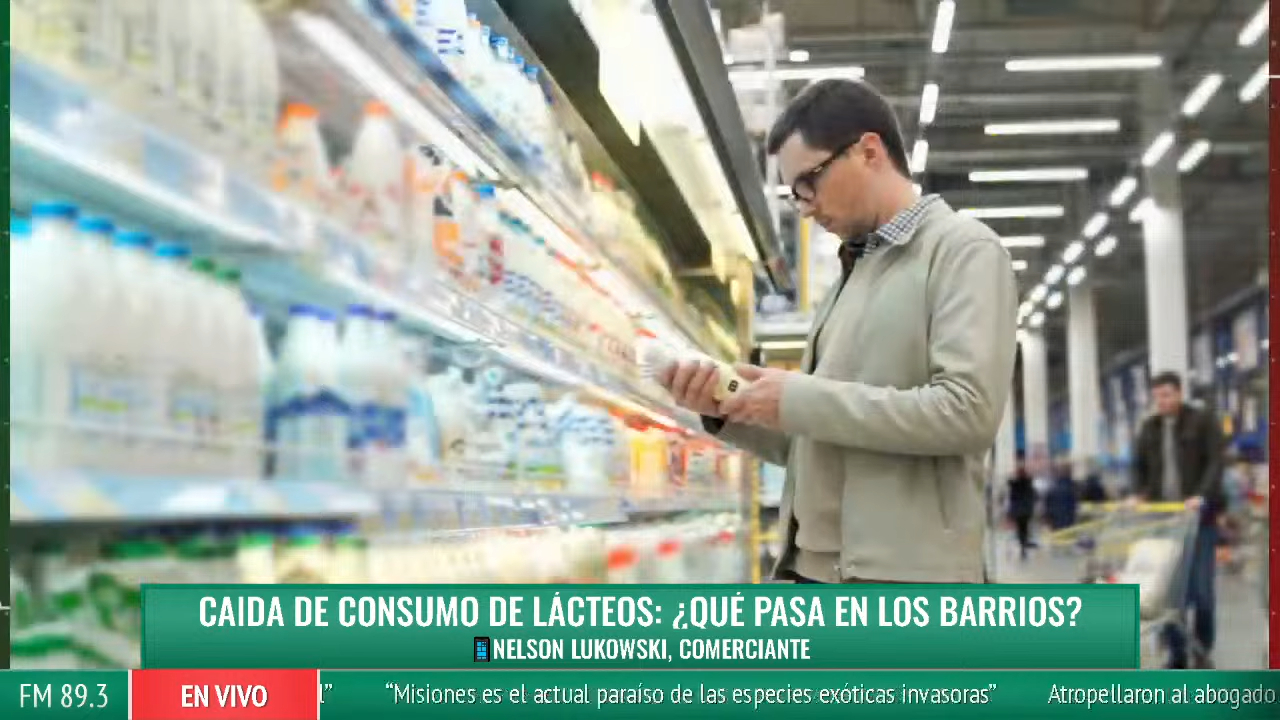 CAIDA DE CONSUMO DE LÁCTEOS: ¿QUÉ PASA EN LOS BARRIOS?
NELSON LUKOWSKI, COMERCIANTE
FM 89.3
EN VIVO
l” “Misiones es el actual paraíso de las especies exóticas invasoras” Atropellaron al abogado